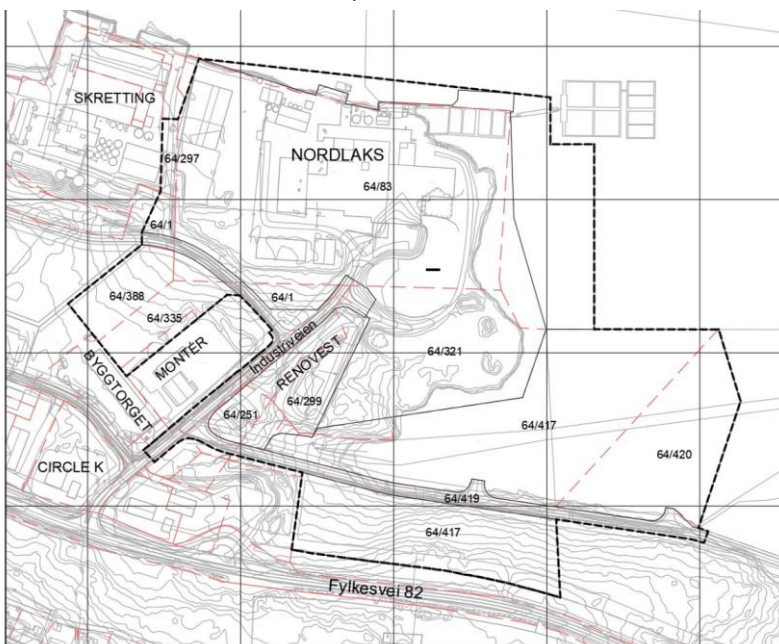 SKRETTING
NORDLAKS
64/297
64/83
64/1
64/388
64/1
64/335
Industriveien
MONTÉR
RENOVEST
64/321
BYGGTORGET
64/299
64/251
64/417
CIRCLE K
64/420
64/419
64/417
Fylkesvei 82